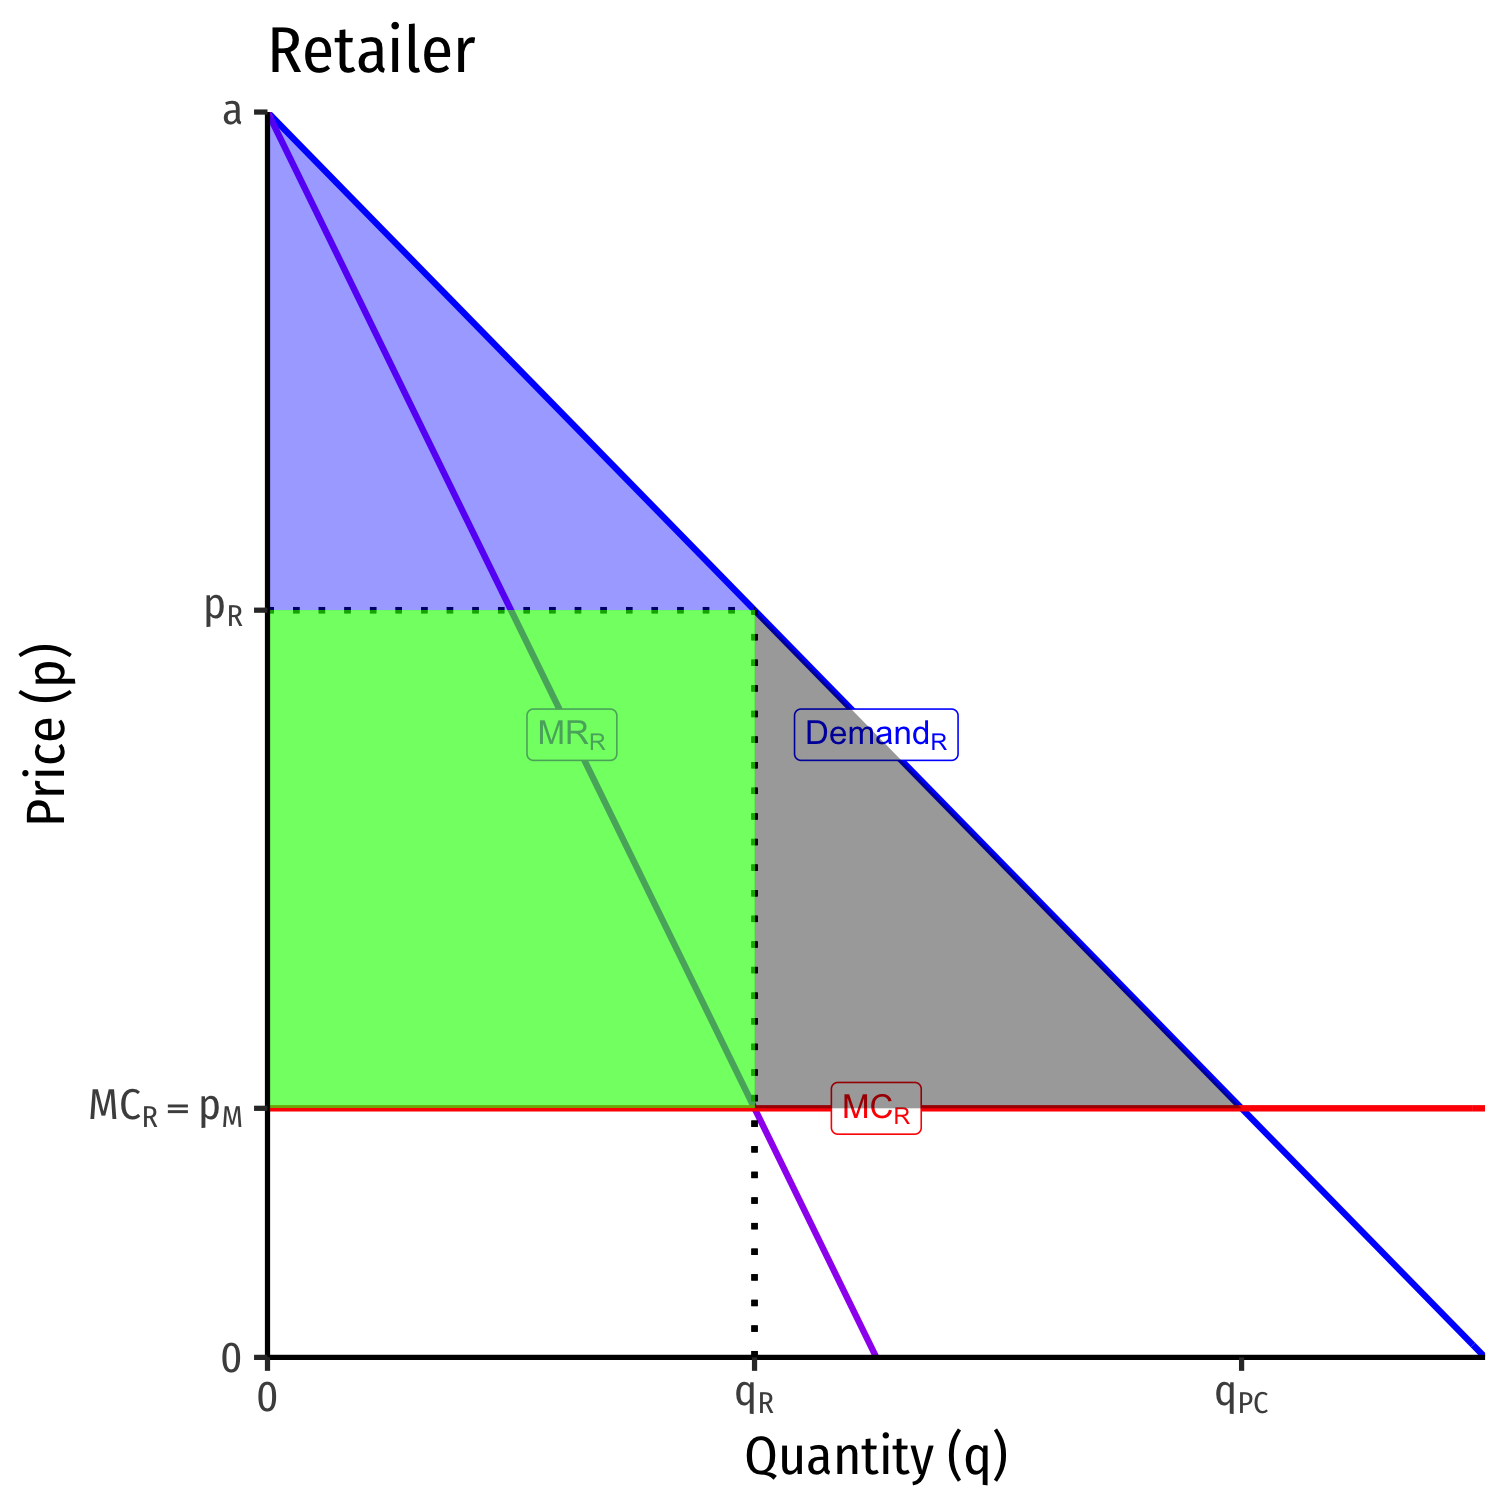 Retailer
a
pR
MRR
DemandR
Price (p)
MCR = pM
MCR
0
0
qR
qPC
Quantity (q)